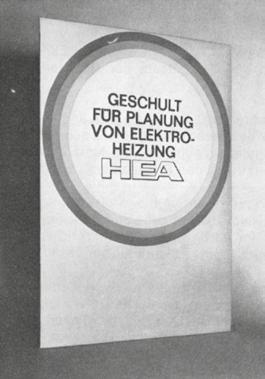 GESCHULT
FÜR PLANUNG
VON ELEKTRO-
HEIZUNG
HEA